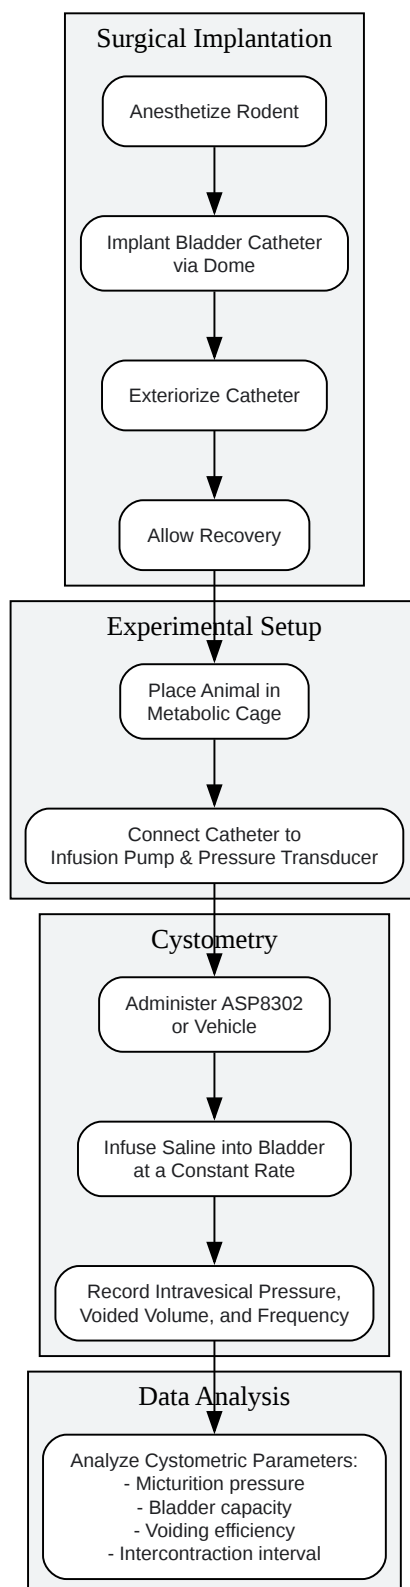 Surgical Implantation
Anesthetize Rodent
Implant Bladder Catheter
via Dome
Exteriorize Catheter
Allow Recovery
Experimental Setup
Place Animal in
Metabolic Cage
Connect Catheter to
Infusion Pump & Pressure Transducer
Cystometry
Administer ASP8302
or Vehicle
Infuse Saline into Bladder
at a Constant Rate
Record Intravesical Pressure,
Voided Volume, and Frequency
Data Analysis
Analyze Cystometric Parameters:
- Micturition pressure
- Bladder capacity
- Voiding efficiency
- Intercontraction interval